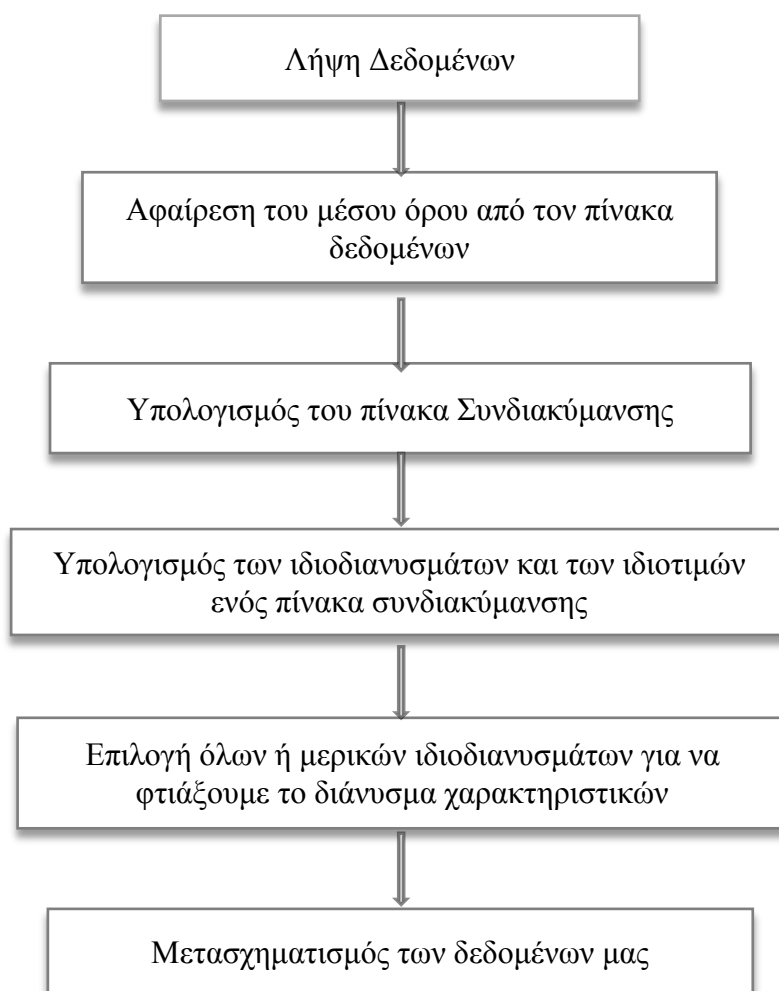 Λήψη Δεδομένων
Αφαίρεση του μέσου όρου από τον πίνακα
δεδομένων
Υπολογισμός του πίνακα Συνδιακύμανσης
Υπολογισμός των ιδιοδιανυσμάτων και των ιδιοτιμών
ενός πίνακα συνδιακύμανσης
Επιλογή όλων ή μερικών ιδιοδιανυσμάτων για να
φτιάξουμε το διάνυσμα χαρακτηριστικών
Μετασχηματισμός των δεδομένων μας